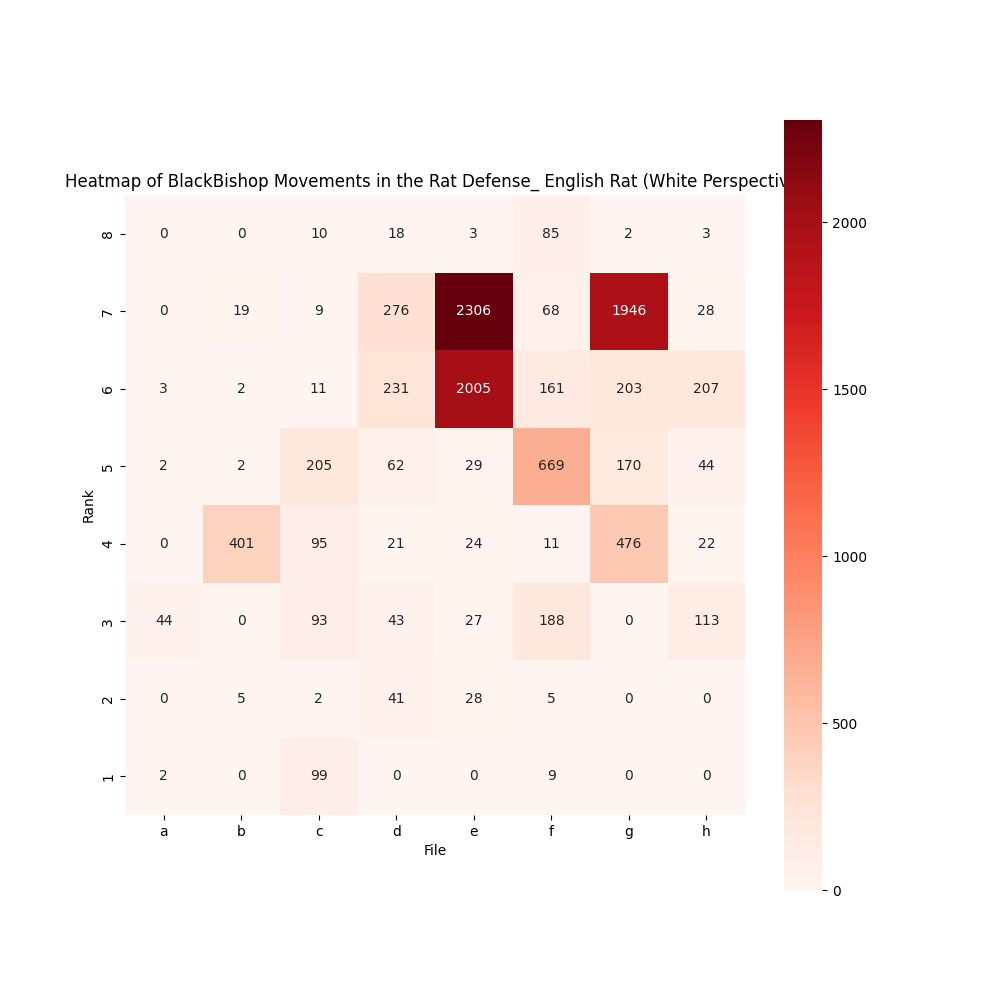 Heatmap of BlackBishop Movements in the Rat Defense_ English Rat (White Perspectiv
8 0 0 10 18 3 85 2 3
7 0 19 9 276 2306 68 1946 28
6 3 2 11 231 2005 161 203 207
5 2 2 205 62 29 669 170 44
4 0 401 95 21 24 11 476 22
3 44 0 93 43 27 188 0 113
2 0 5 2 41 28 5 0 0
1 2 0 99 0 0 9 0 0
a b c d e f g h
File
Rank
2000
1500
1000
500
0